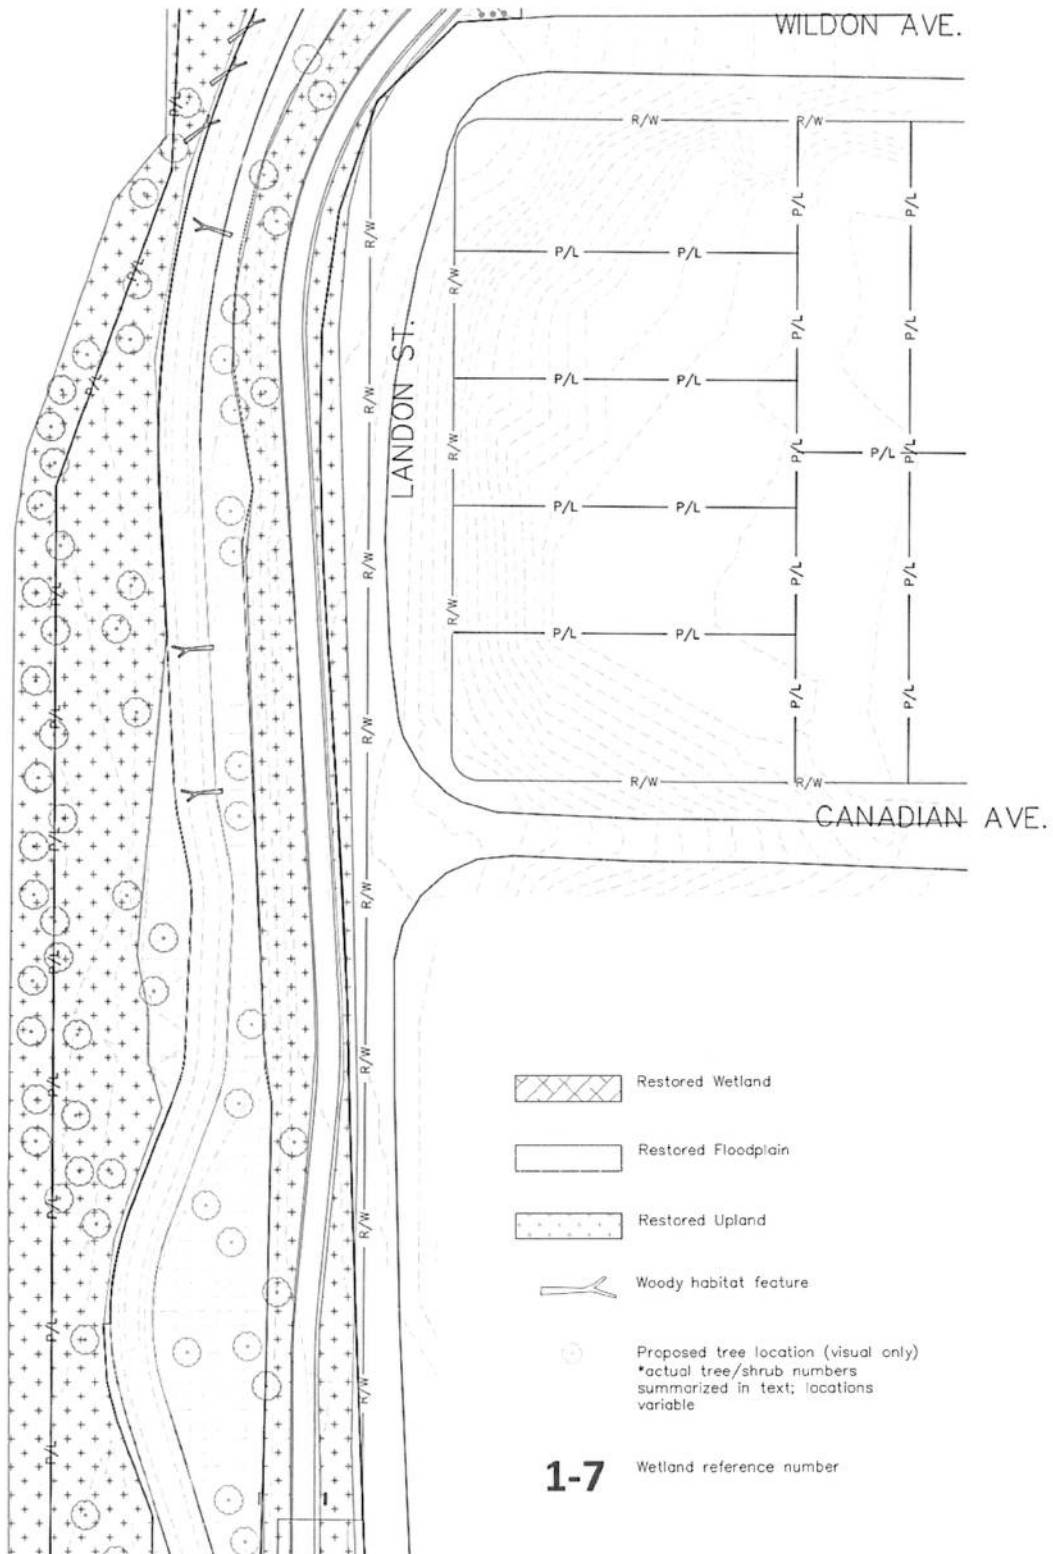 WILDON AVE.
P/L
R/W
R/W
P/L
P/L
R/W
P/L
P/L
P/L
R/W
P/L
P/L
LANDON ST.
P/L
P/L
P/L
R/W
R/W
P/L
P/L
P/L
P/L
P/L
R/W
P/L
P/L
P/L
R/W
P/L
P/L
P/L
P/L
P/L
R/W
R/W
R/W
CANADIAN AVE.
P/L
R/W
P/L
R/W
P/L
P/L
R/W
P/L
R/W
P/L
Restored Wetland
Restored Floodplain
Restored Upland
Woody habitat feature
Proposed tree location (visual only)
*actual tree/shrub numbers
summarized in text; locations
variable
1-7 Wetland reference number